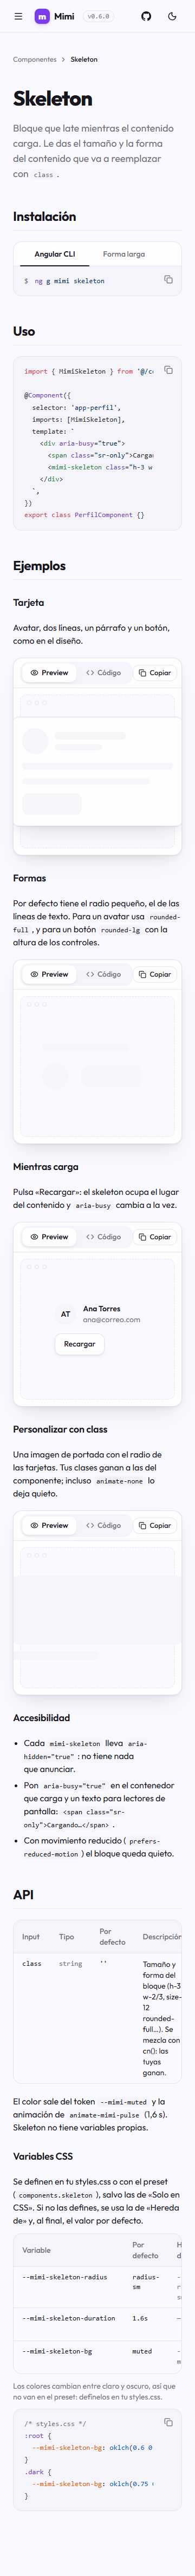 m Mimi v0.6.0
Componentes > Skeleton
Skeleton
Bloque que late mientras el contenido
carga. Le das el tamaño y la forma
del contenido que va a reemplazar
con class .
Instalación
Angular CLI Forma larga
$ ng g mimi skeleton
Uso
import { MimiSkeleton } from '@/c
@Component({
selector: 'app-perfil',
imports: [MimiSkeleton],
template: `
<div aria-busy="true">
<span class="sr-only">Cargan
<mimi-skeleton class="h-3 w
</div>
`,
})
export class PerfilComponent {}
Ejemplos
Tarjeta
Avatar, dos líneas, un párrafo y un botón,
como en el diseño.
Preview Código Copiar
Formas
Por defecto tiene el radio pequeño, el de las
líneas de texto. Para un avatar usa rounded-
full , y para un botón rounded-lg con la
altura de los controles.
Preview Código Copiar
Mientras carga
Pulsa «Recargar»: el skeleton ocupa el lugar
del contenido y aria-busy cambia a la vez.
Preview Código Copiar
AT
Ana Torres
ana@correo.com
Recargar
Personalizar con class
Una imagen de portada con el radio de
las tarjetas. Tus clases ganan a las del
componente; incluso animate-none lo
deja quieto.
Preview Código Copiar
Accesibilidad
• Cada mimi-skeleton lleva aria-
hidden="true" : no tiene nada
que anunciar.
• Pon aria-busy="true" en el contenedor
que carga y un texto para lectores de
pantalla: <span class="sr-
only">Cargando…</span> .
• Con movimiento reducido ( prefers-
reduced-motion ) el bloque queda quieto.
API
Input Tipo Por defecto Descripción
class string '' Tamaño y
forma del
bloque (h-3
w-2/3, size-
12
rounded-
full…). Se
mezcla con
cn(): las
tuyas
ganan.
El color sale del token --mimi-muted y la
animación de animate-mimi-pulse (1,6 s).
Skeleton no tiene variables propias.
Variables CSS
Se definen en tu styles.css o con el preset
( components.skeleton ), salvo las de «Solo en
CSS». Si no las defines, se usa la de «Hereda
de» y, al final, el valor por defecto.
Variable Por defecto
--mimi-skeleton-radius radius-
sm
--mimi-skeleton-duration 1.6s —
--mimi-skeleton-bg muted
Los colores cambian entre claro y oscuro, así que
no van en el preset: defínelos en tu styles.css.
/* styles.css */
:root {
--mimi-skeleton-bg: oklch(0.6 0
}
.dark {
--mimi-skeleton-bg: oklch(0.75
}